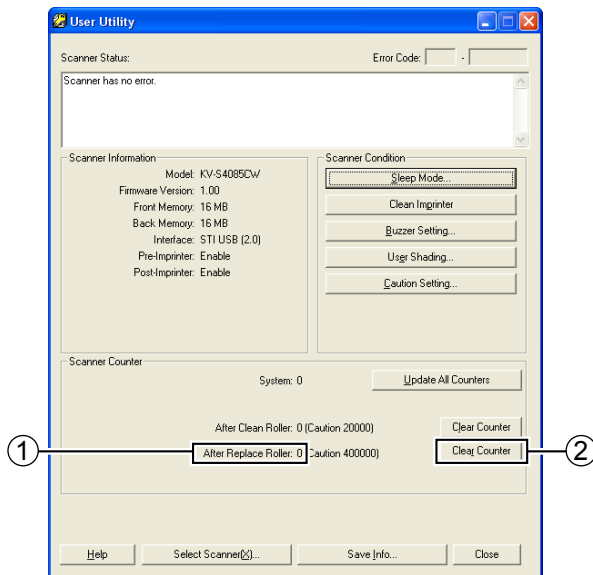 User Utility
Scanner Status:
Error Code:
-
Scanner has no error.
Scanner Information
Model: KV-S4085CW
Firmware Version: 1.00
Front Memory: 16 MB
Back Memory: 16 MB
Interface: STI USB (2.0)
Pre-Imprinter: Enable
Post-Imprinter: Enable
Scanner Condition
Sleep Mode...
Clean Imprinter
Buzzer Setting...
User Shading...
Caution Setting...
Scanner Counter
System: 0
Update All Counters
After Clean Roller: 0 (Caution 20000)
Clear Counter
1
After Replace Roller: 0 Caution 400000)
Clear Counter
2
Help
Select Scanner(X)...
Save Info...
Close